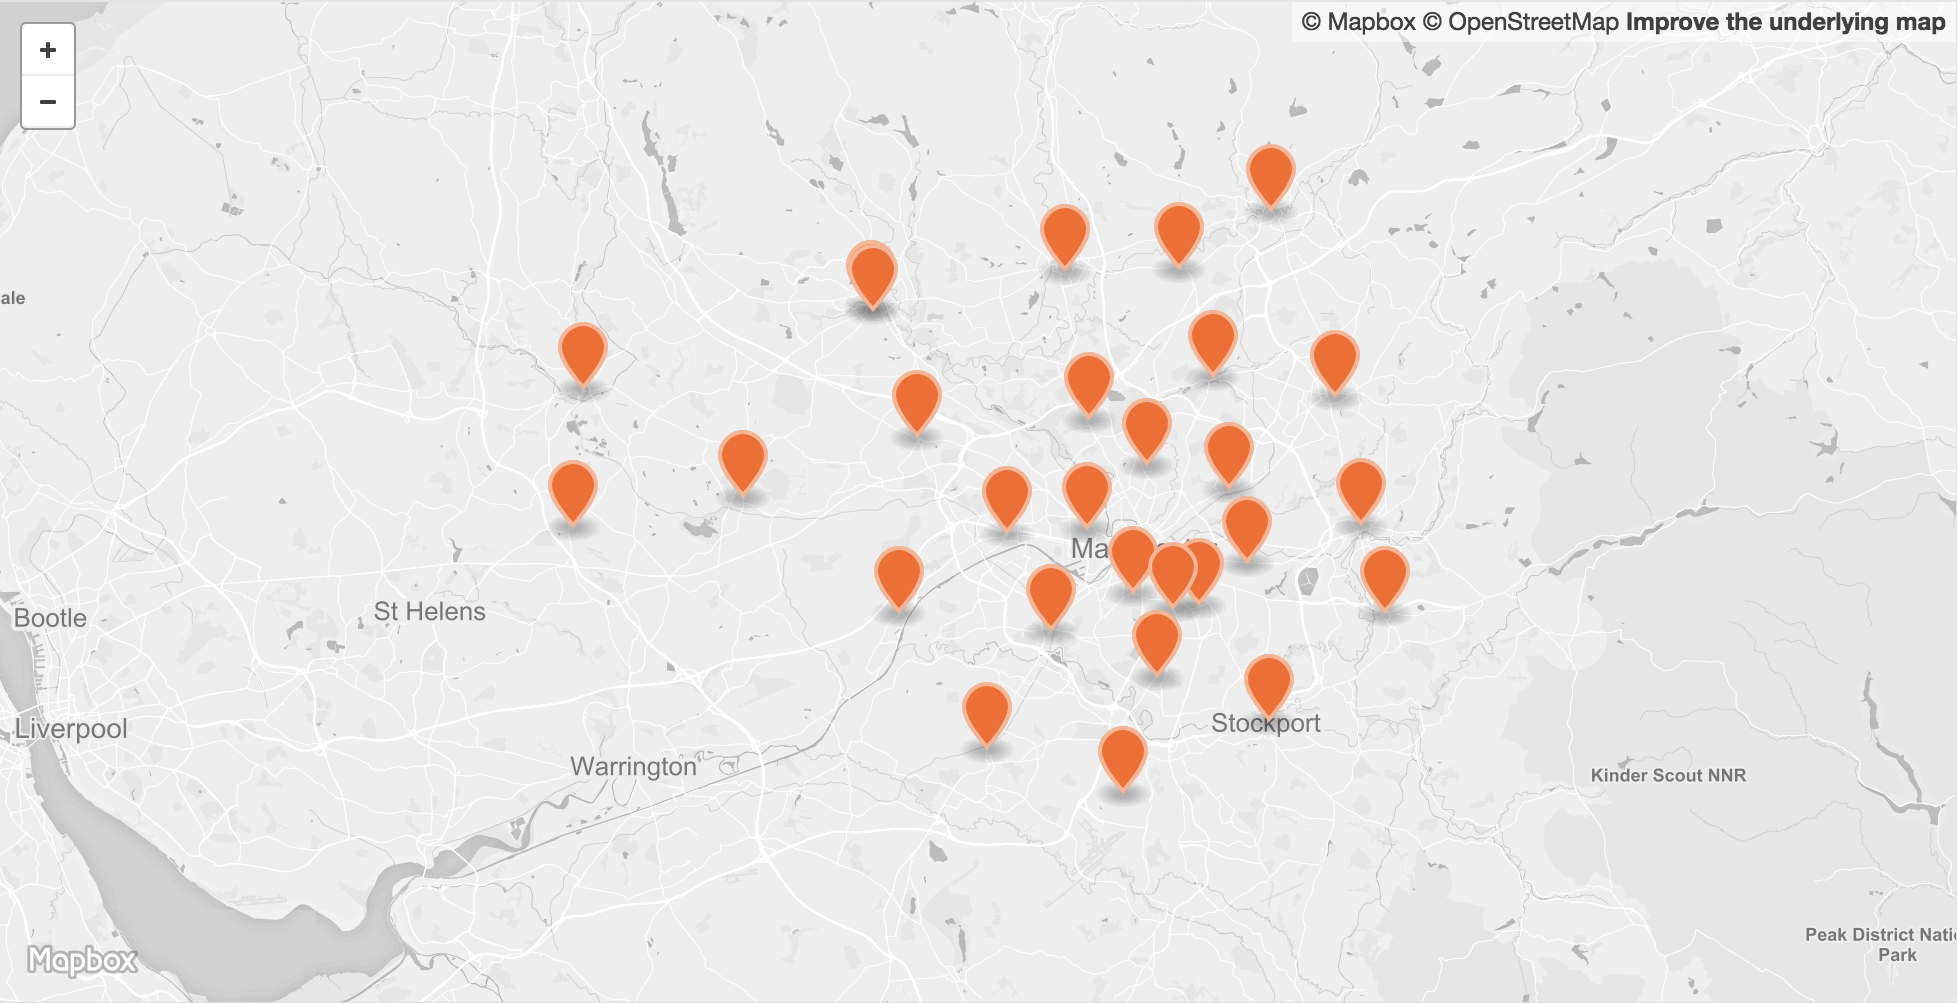 +
© Mapbox © OpenStreetMap Improve the underlying map
−
ale
Ma
St Helens
Bootle
Liverpool
Stockport
Warrington
Kinder Scout NNR
Peak District Nati
Park
Mapbox